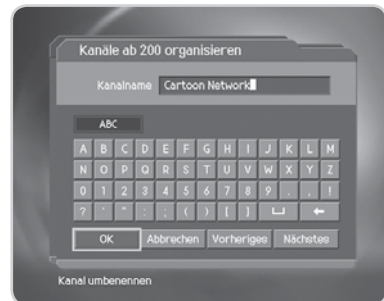 Kanäle ab 200 organisieren
Kanalname Cartoon Network
ABC
A B C D E F G H I J K L M
N O P Q R S T U V W X Y Z
0 1 2 3 4 5 6 7 8 9 . , !
? ' " : ; ( ) [ ] ⌴ ←
OK Abbrechen Vorheriges Nächstes
Kanal umbenennen